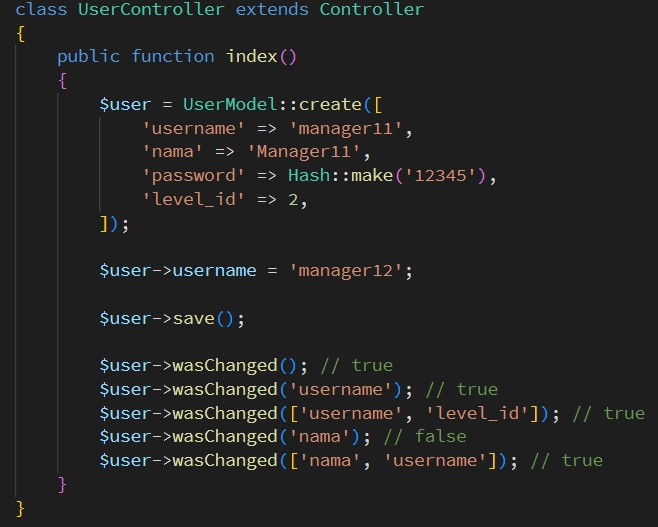 class UserController extends Controller
{
    public function index()
    {
        $user = UserModel::create([
            'username' => 'manager11',
            'nama' => 'Manager11',
            'password' => Hash::make('12345'),
            'level_id' => 2,
        ]);
        $user->username = 'manager12';
        $user->save();
        $user->wasChanged(); // true
        $user->wasChanged('username'); // true
        $user->wasChanged(['username', 'level_id']); // true
        $user->wasChanged('nama'); // false
        $user->wasChanged(['nama', 'username']); // true
    }
}